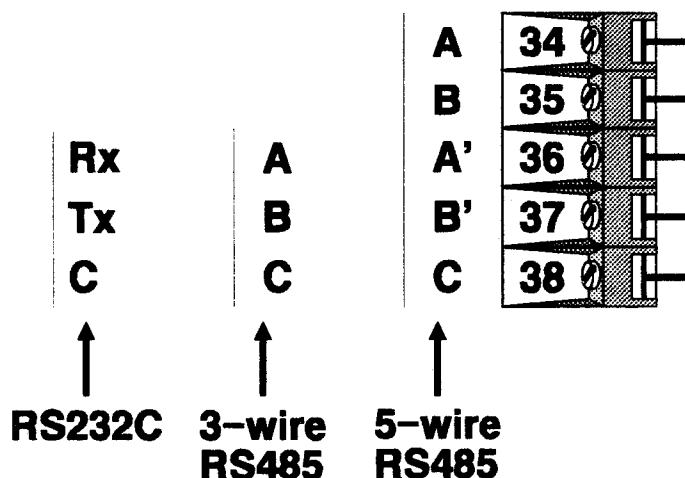 A 34
B 35
Rx A A' 36
Tx B B' 37
C C C 38
RS232C 3-wire 5-wire
RS485 RS485